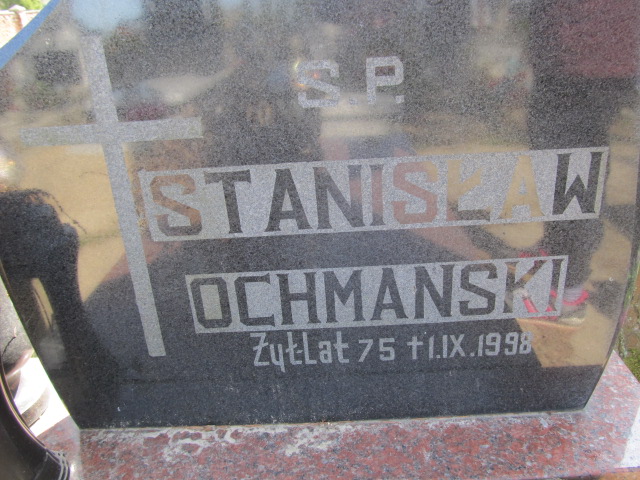 S.P.
STANISŁAW
OCHMANSKI
Żył.Lat 75 +1.IX.1998